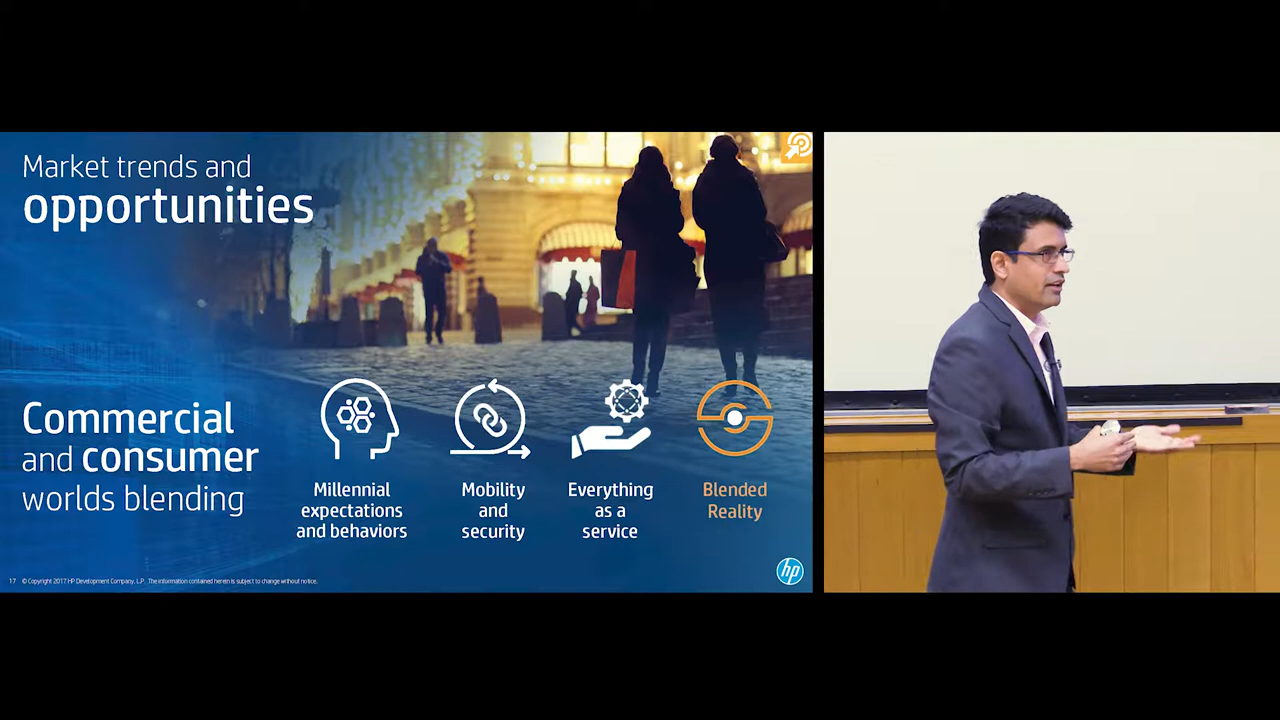 Market trends and
opportunities
Commercial
and consumer
worlds blending
Millennial
expectations
and behaviors
Mobility
and
security
Everything
as a
service
Blended
Reality
17 © Copyright 2017 HP Development Company, L.P. The information contained herein is subject to change without notice.
hp